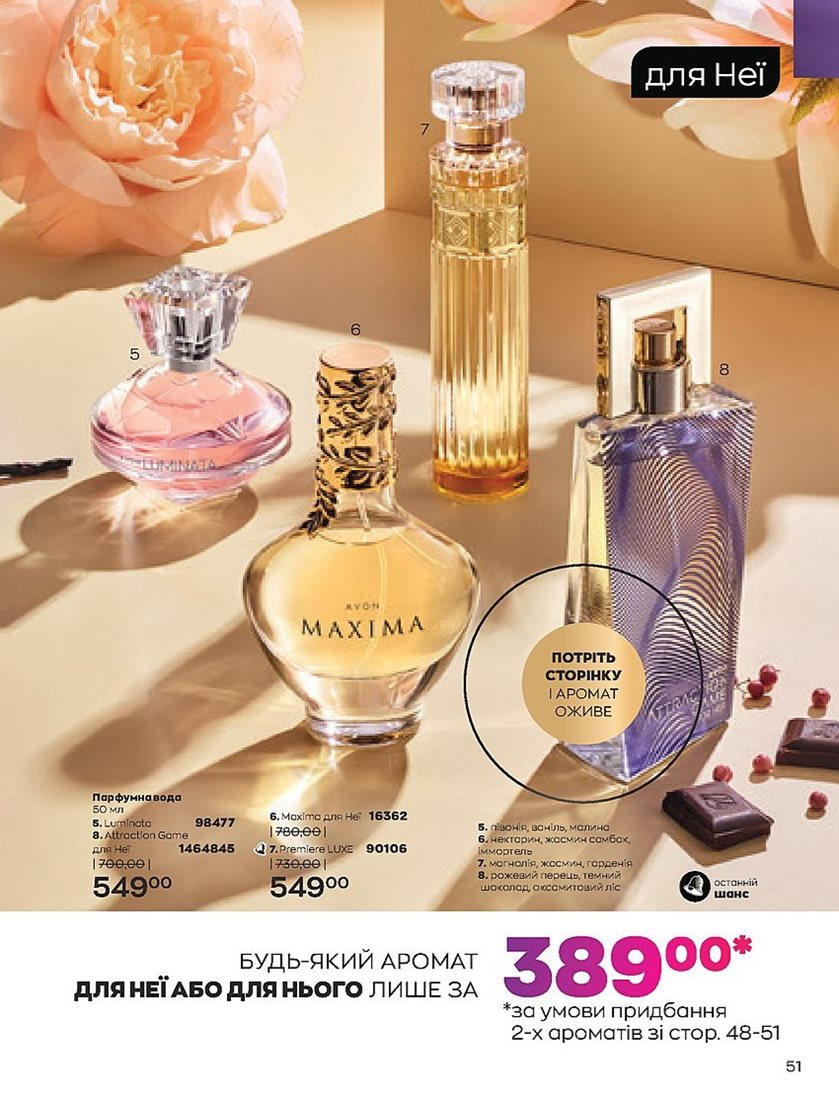 для Неї
7
6
5
8
LUMINATA
AVON
MAXIMA
ПОТРІТЬ
СТОРІНКУ
І АРОМАТ
ОЖИВЕ
ATTRACTION
Парфумна вода
50 мл
5. Luminata 98477
8. Attraction Game
для Неї 1464845
|700,00|
549⁰⁰
6. Maxima для Неї 16362
|780,00|
7. Premiere LUXE 90106
|730,00|
549⁰⁰
5. півонія, ваніль, малина
6. нектарин, жасмин самбак,
іммортель
7. магнолія, жасмин, гарденія
8. рожевий перець, темний
шоколад, оксамитовий ліс
останній
шанс
БУДЬ-ЯКИЙ АРОМАТ
ДЛЯ НЕЇ АБО ДЛЯ НЬОГО ЛИШЕ ЗА
389⁰⁰*
*за умови придбання
2-х ароматів зі стор. 48-51
51